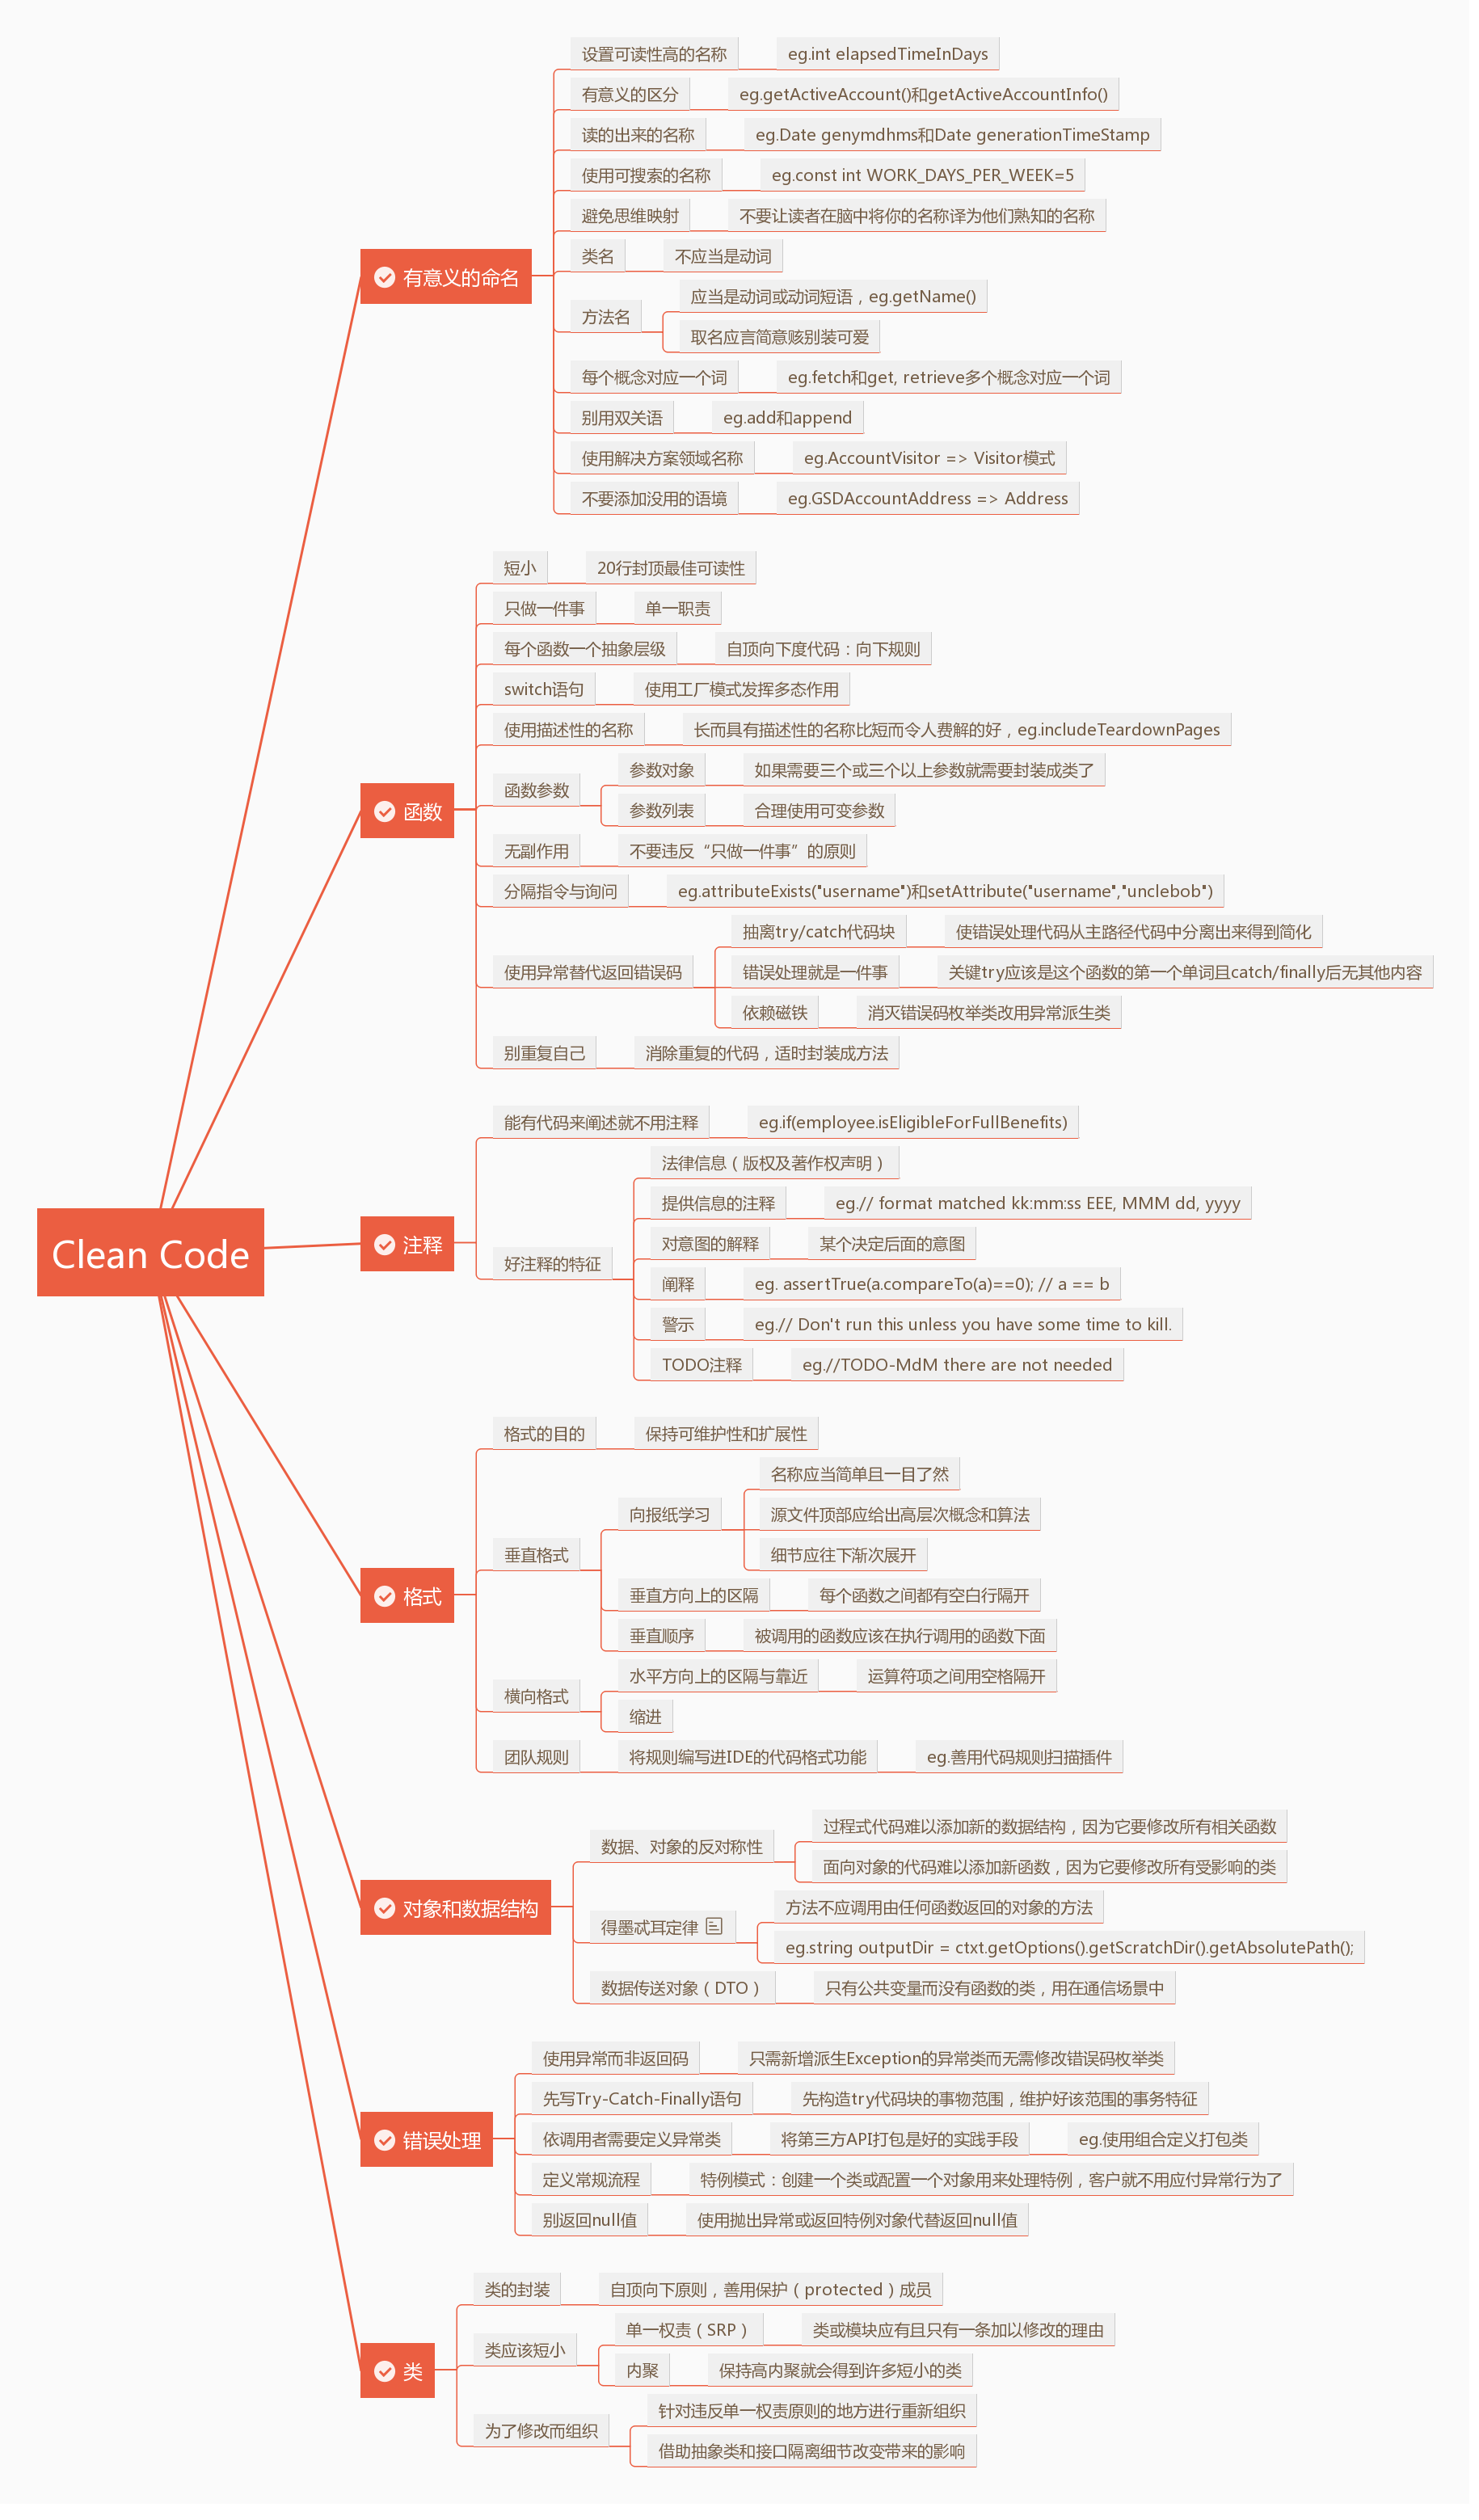 Clean Code
有意义的命名
设置可读性高的名称
eg.int elapsedTimeInDays
有意义的区分
eg.getActiveAccount()和getActiveAccountInfo()
读的出来的名称
eg.Date genymdhms和Date generationTimeStamp
使用可搜索的名称
eg.const int WORK_DAYS_PER_WEEK=5
避免思维映射
不要让读者在脑中将你的名称译为他们熟知的名称
类名
不应当是动词
方法名
应当是动词或动词短语，eg.getName()
取名应言简意赅别装可爱
每个概念对应一个词
eg.fetch和get, retrieve多个概念对应一个词
别用双关语
eg.add和append
使用解决方案领域名称
eg.AccountVisitor => Visitor模式
不要添加没用的语境
eg.GSDAccountAddress => Address
函数
短小
20行封顶最佳可读性
只做一件事
单一职责
每个函数一个抽象层级
自顶向下度代码：向下规则
switch语句
使用工厂模式发挥多态作用
使用描述性的名称
长而具有描述性的名称比短而令人费解的好，eg.includeTeardownPages
函数参数
参数对象
如果需要三个或三个以上参数就需要封装成类了
参数列表
合理使用可变参数
无副作用
不要违反“只做一件事”的原则
分隔指令与询问
eg.attributeExists("username")和setAttribute("username","unclebob")
使用异常替代返回错误码
抽离try/catch代码块
使错误处理代码从主路径代码中分离出来得到简化
错误处理就是一件事
关键try应该是这个函数的第一个单词且catch/finally后无其他内容
依赖磁铁
消灭错误码枚举类改用异常派生类
别重复自己
消除重复的代码，适时封装成方法
注释
能有代码来阐述就不用注释
eg.if(employee.isEligibleForFullBenefits)
好注释的特征
法律信息（版权及著作权声明）
提供信息的注释
eg.// format matched kk:mm:ss EEE, MMM dd, yyyy
对意图的解释
某个决定后面的意图
阐释
eg. assertTrue(a.compareTo(a)==0); // a == b
警示
eg.// Don't run this unless you have some time to kill.
TODO注释
eg.//TODO-MdM there are not needed
格式
格式的目的
保持可维护性和扩展性
垂直格式
向报纸学习
名称应当简单且一目了然
源文件顶部应给出高层次概念和算法
细节应往下渐次展开
垂直方向上的区隔
每个函数之间都有空白行隔开
垂直顺序
被调用的函数应该在执行调用的函数下面
横向格式
水平方向上的区隔与靠近
运算符项之间用空格隔开
缩进
团队规则
将规则编写进IDE的代码格式功能
eg.善用代码规则扫描插件
对象和数据结构
数据、对象的反对称性
过程式代码难以添加新的数据结构，因为它要修改所有相关函数
面向对象的代码难以添加新函数，因为它要修改所有受影响的类
得墨忒耳定律
方法不应调用由任何函数返回的对象的方法
eg.string outputDir = ctxt.getOptions().getScratchDir().getAbsolutePath();
数据传送对象（DTO）
只有公共变量而没有函数的类，用在通信场景中
错误处理
使用异常而非返回码
只需新增派生Exception的异常类而无需修改错误码枚举类
先写Try-Catch-Finally语句
先构造try代码块的事物范围，维护好该范围的事务特征
依调用者需要定义异常类
将第三方API打包是好的实践手段
eg.使用组合定义打包类
定义常规流程
特例模式：创建一个类或配置一个对象用来处理特例，客户就不用应付异常行为了
别返回null值
使用抛出异常或返回特例对象代替返回null值
类
类的封装
自顶向下原则，善用保护（protected）成员
类应该短小
单一权责（SRP）
类或模块应有且只有一条加以修改的理由
内聚
保持高内聚就会得到许多短小的类
为了修改而组织
针对违反单一权责原则的地方进行重新组织
借助抽象类和接口隔离细节改变带来的影响